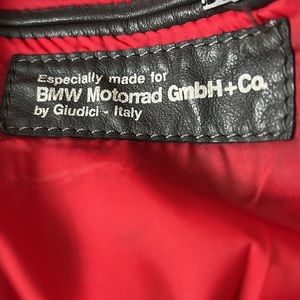 Especially made for
BMW Motorrad GmbH+Co.
by Giudici - Italy